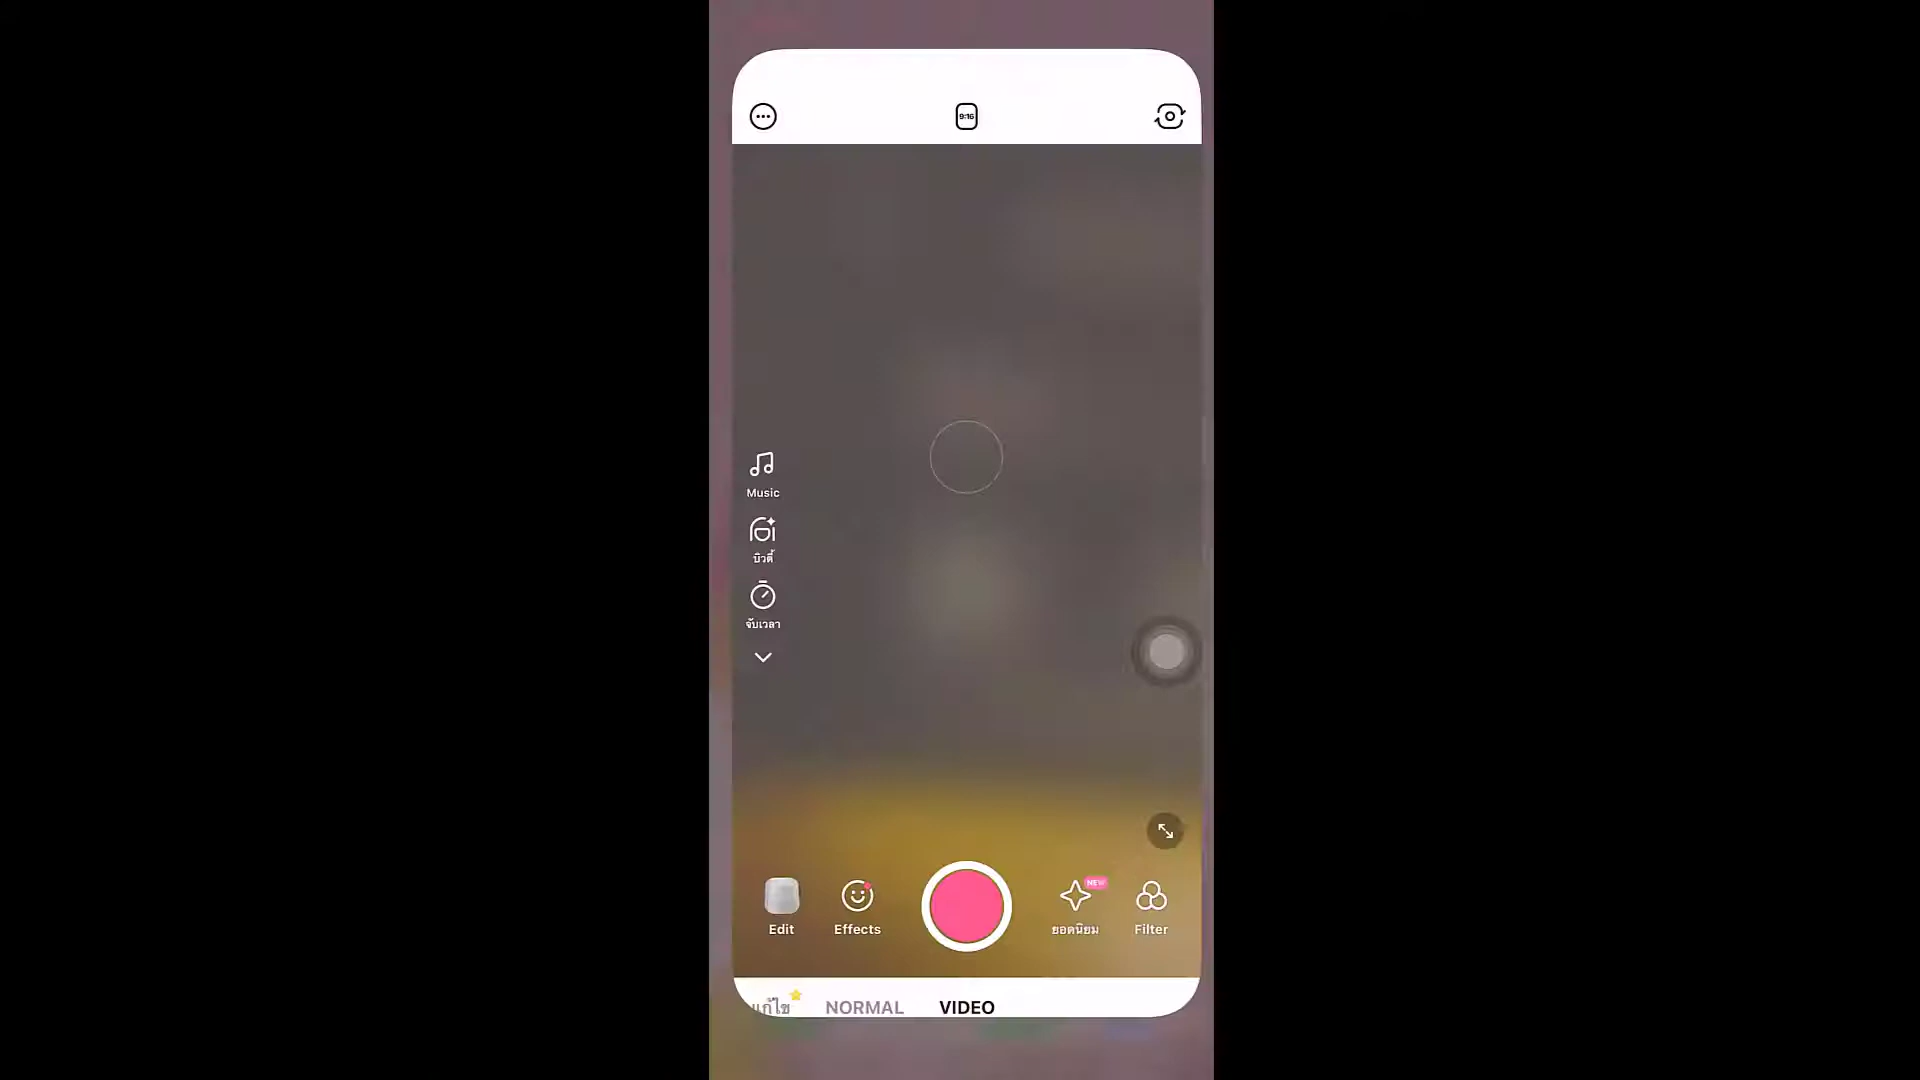 9:16
Music
บิวตี้
จับเวลา
NEW
Edit
Effects
ยอดนิยม
Filter
แก้ไข
NORMAL
VIDEO